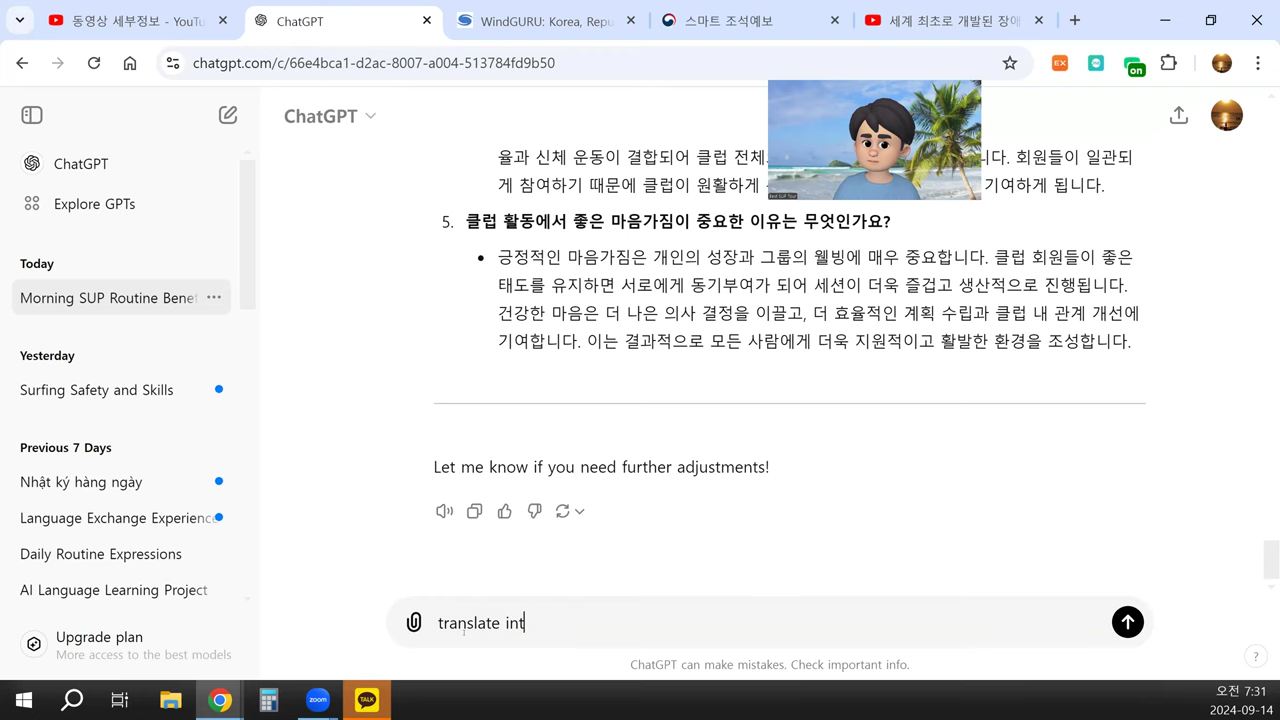 동영상 세부정보 - YouTu
ChatGPT
WindGURU: Korea, Repu
스마트 조석예보
세계 최초로 개발된 장애
chatgpt.com/c/66e4bca1-d2ac-8007-a004-513784fd9b50
EX
on
ChatGPT
ChatGPT
Explore GPTs
Today
Morning SUP Routine Benef
Yesterday
Surfing Safety and Skills
Previous 7 Days
Nhật ký hàng ngày
Language Exchange Experience
Daily Routine Expressions
AI Language Learning Project
Upgrade plan
More access to the best models
율과 신체 운동이 결합되어 클럽 전체
니다. 회원들이 일관되
게 참여하기 때문에 클럽이 원활하게
기여하게 됩니다.
Best SUP Tour
5. 클럽 활동에서 좋은 마음가짐이 중요한 이유는 무엇인가요?
• 긍정적인 마음가짐은 개인의 성장과 그룹의 웰빙에 매우 중요합니다. 클럽 회원들이 좋은
태도를 유지하면 서로에게 동기부여가 되어 세션이 더욱 즐겁고 생산적으로 진행됩니다.
건강한 마음은 더 나은 의사 결정을 이끌고, 더 효율적인 계획 수립과 클럽 내 관계 개선에
기여합니다. 이는 결과적으로 모든 사람에게 더욱 지원적이고 활발한 환경을 조성합니다.
Let me know if you need further adjustments!
translate int
ChatGPT can make mistakes. Check important info.
?
zoom
TALK
오전 7:31
2024-09-14